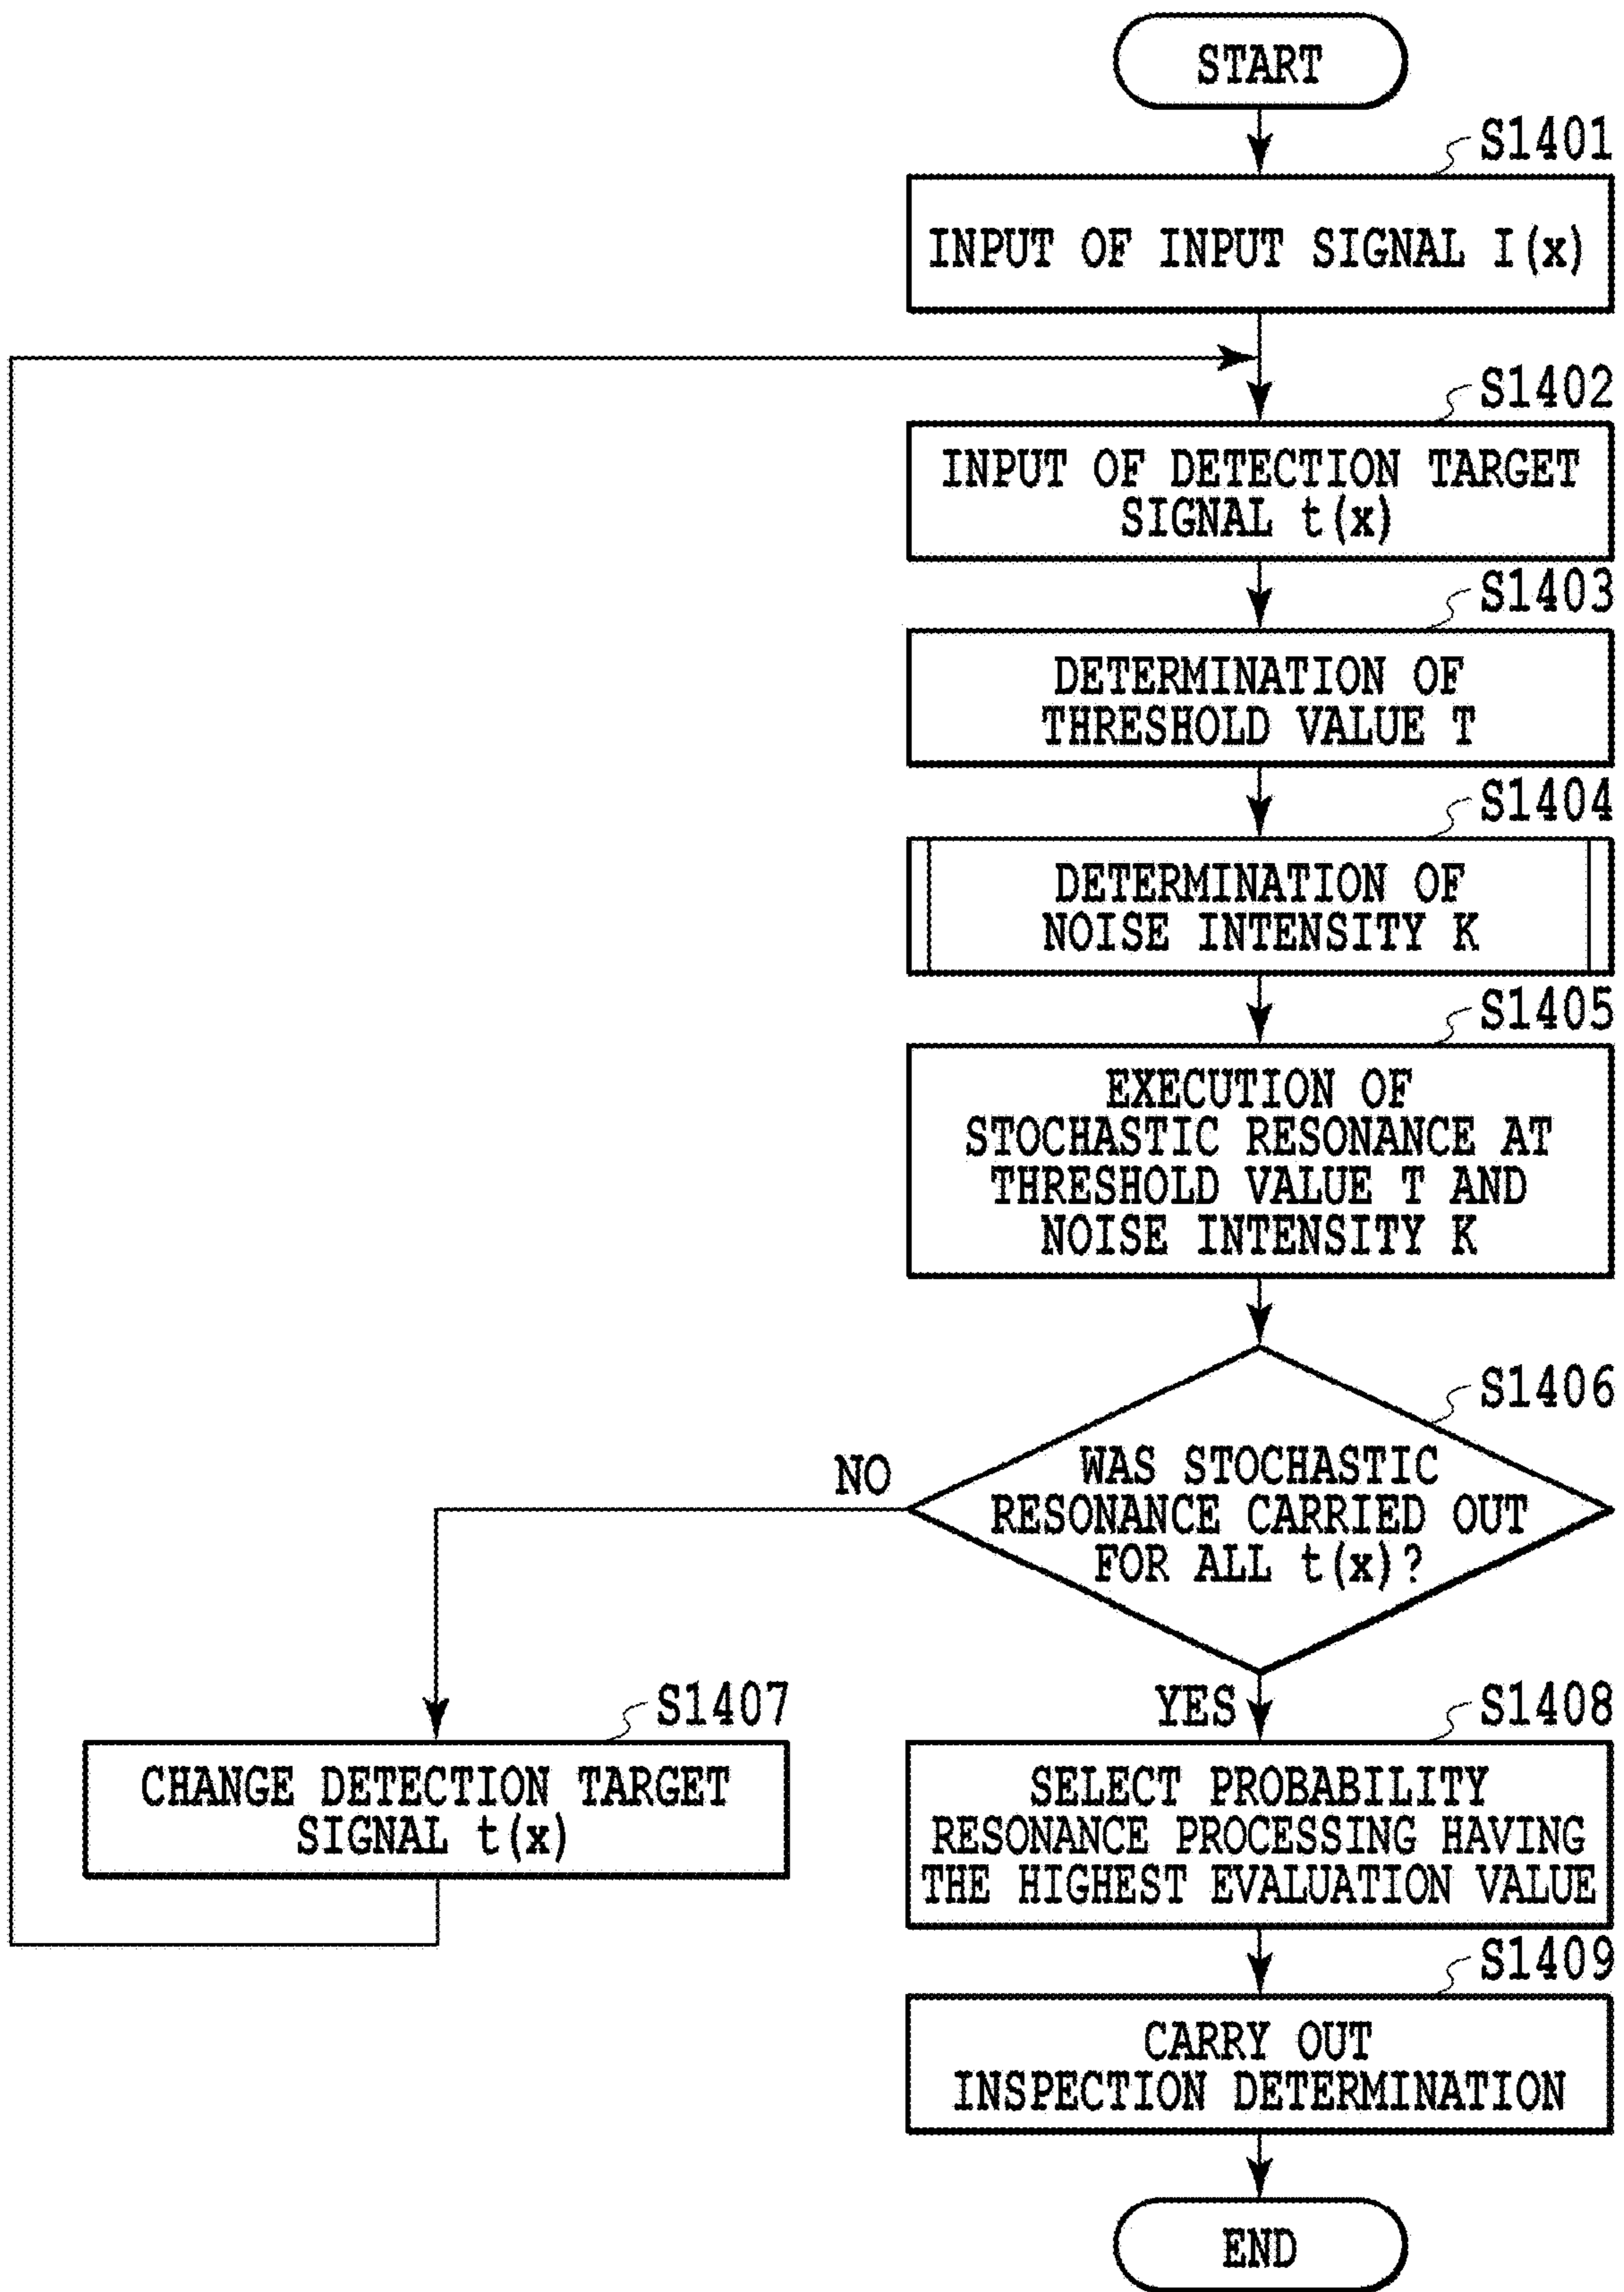 START
S1401
INPUT OF INPUT SIGNAL I(x)
S1402
INPUT OF DETECTION TARGET
SIGNAL t(x)
S1403
DETERMINATION OF
THRESHOLD VALUE T
S1404
DETERMINATION OF
NOISE INTENSITY K
S1405
EXECUTION OF
STOCHASTIC RESONANCE AT
THRESHOLD VALUE T AND
NOISE INTENSITY K
S1406
WAS STOCHASTIC
RESONANCE CARRIED OUT
FOR ALL t(x)?
NO
YES
S1407
CHANGE DETECTION TARGET
SIGNAL t(x)
S1408
SELECT PROBABILITY
RESONANCE PROCESSING HAVING
THE HIGHEST EVALUATION VALUE
S1409
CARRY OUT
INSPECTION DETERMINATION
END